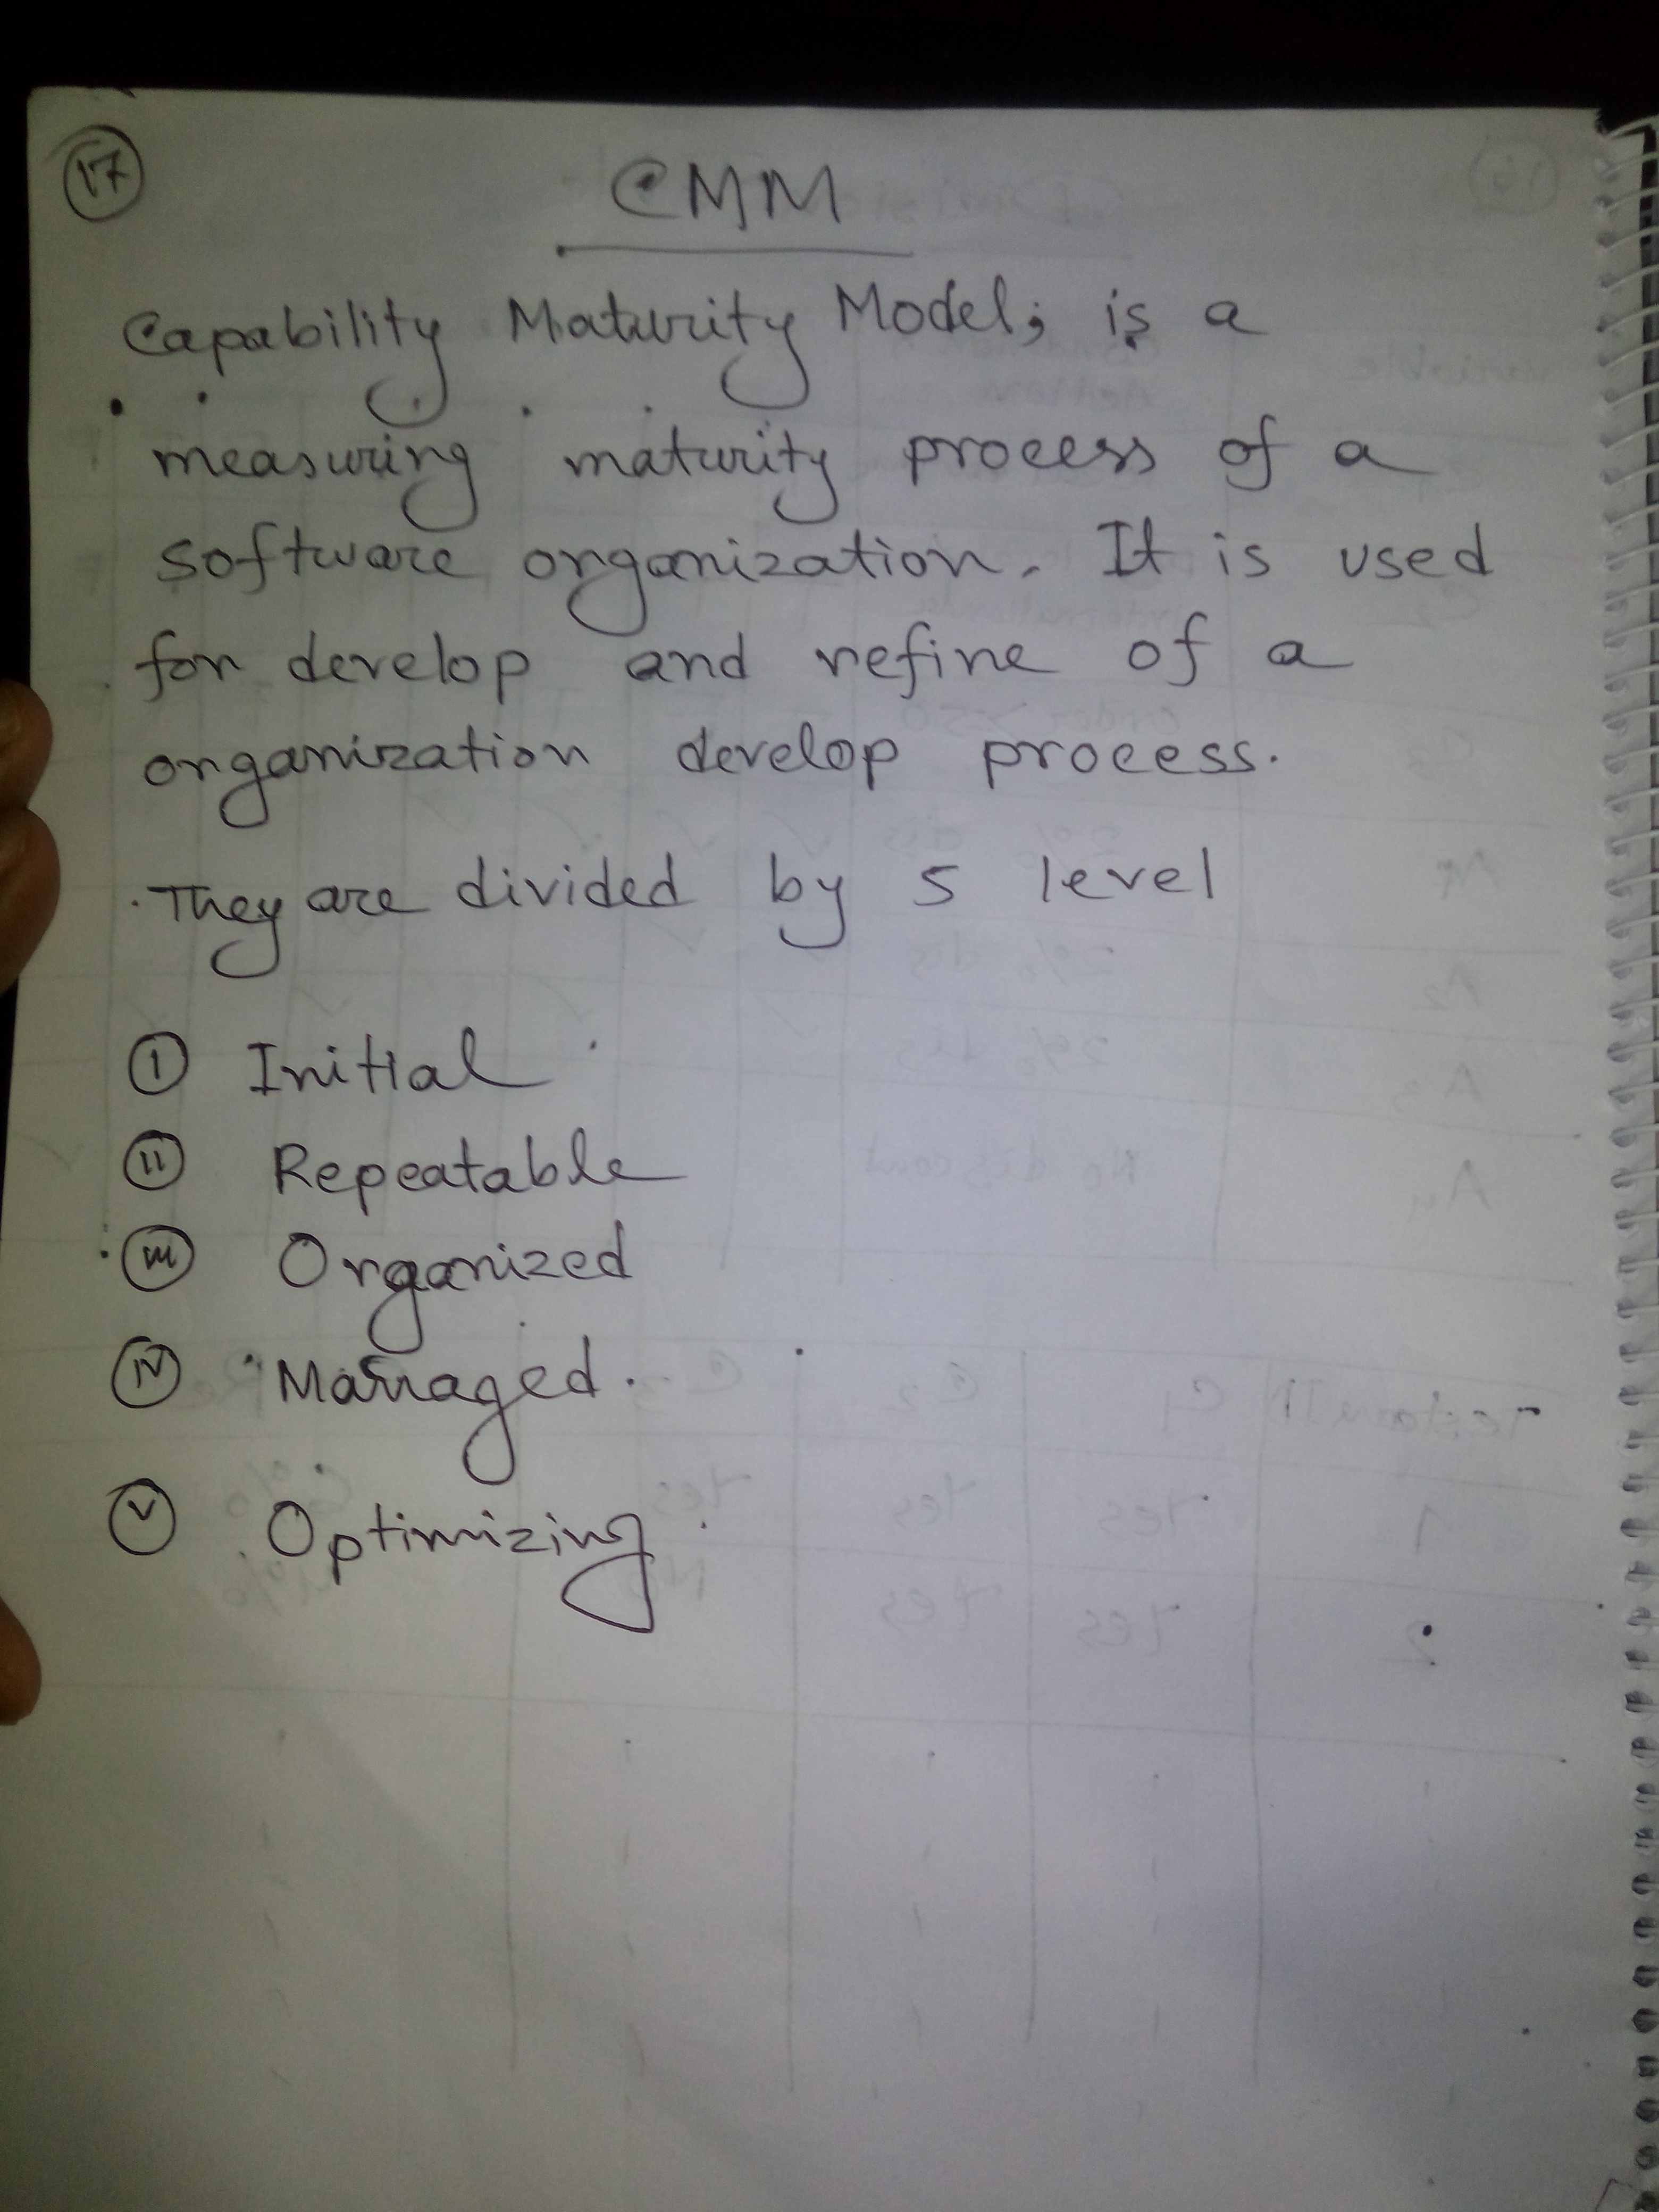 17
CMM
Capability Maturity Model; is a
measuring maturity process of a
software organization. It is used
for develop and refine of a
organization develop process.
They are divided by 5 level
I Initial
II Repeatable
III Organized
IV Managed.
V Optimizing